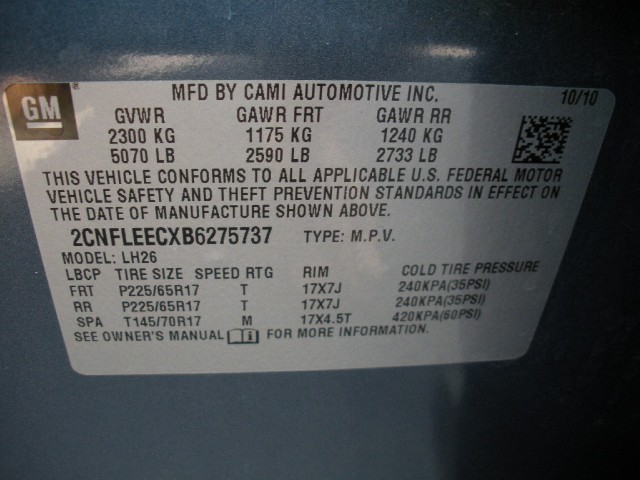 GM
MFD BY CAMI AUTOMOTIVE INC. 10/10
GVWR GAWR FRT GAWR RR
2300 KG 1175 KG 1240 KG
5070 LB 2590 LB 2733 LB
THIS VEHICLE CONFORMS TO ALL APPLICABLE U.S. FEDERAL MOTOR
VEHICLE SAFETY AND THEFT PREVENTION STANDARDS IN EFFECT ON
THE DATE OF MANUFACTURE SHOWN ABOVE.
2CNFLEECXB6275737 TYPE: M.P.V.
MODEL: LH26
LBCP TIRE SIZE SPEED RTG RIM COLD TIRE PRESSURE
FRT P225/65R17 T 17X7J 240KPA(35PSI)
RR P225/65R17 T 17X7J 240KPA(35PSI)
SPA T145/70R17 M 17X4.5T 420KPA(60PSI)
SEE OWNER'S MANUAL FOR MORE INFORMATION.